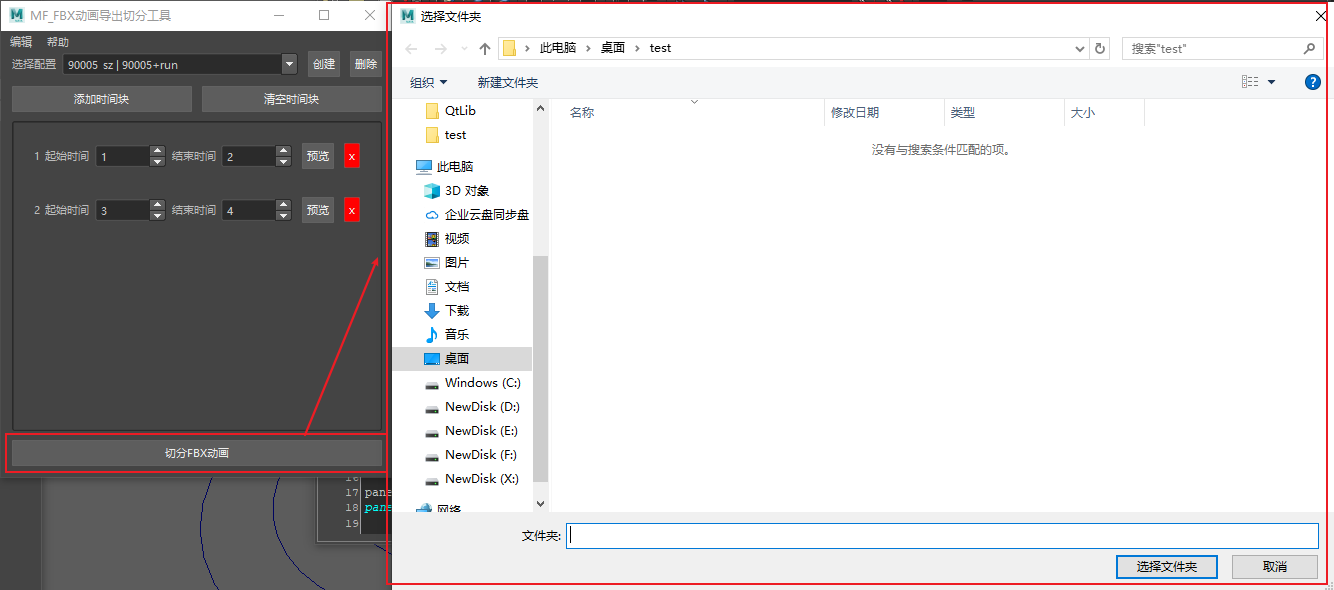 MF_FBX动画导出切分工具
编辑 帮助
选择配置 90005 sz | 90005+run 创建 删除
添加时间块 清空时间块
1 起始时间 1 结束时间 2 预览 x
2 起始时间 3 结束时间 4 预览 x
切分FBX动画
16
17 pane
18 pane
19
选择文件夹
此电脑 › 桌面 › test 搜索"test"
组织 新建文件夹
名称 修改日期 类型 大小
没有与搜索条件匹配的项。
QtLib
test
此电脑
3D 对象
企业云盘同步盘
视频
图片
文档
下载
音乐
桌面
Windows (C:)
NewDisk (D:)
NewDisk (E:)
NewDisk (F:)
NewDisk (X:)
网络
文件夹:
选择文件夹 取消